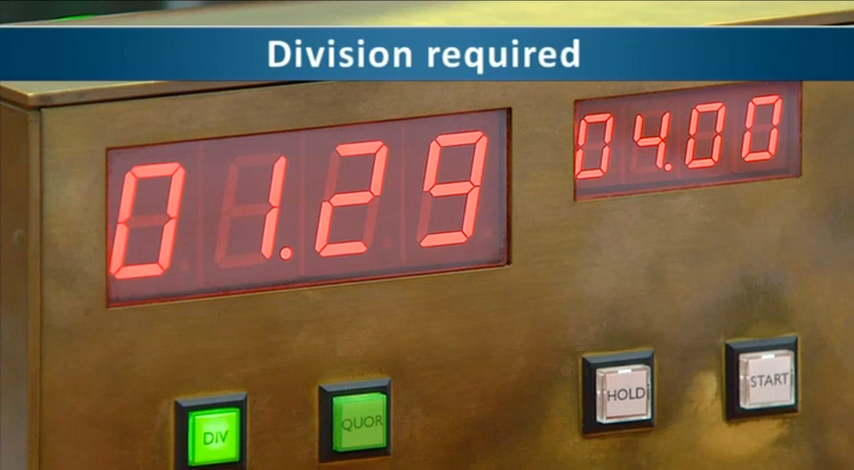 Division required
01.29
04.00
DIV
QUOR
HOLD
START